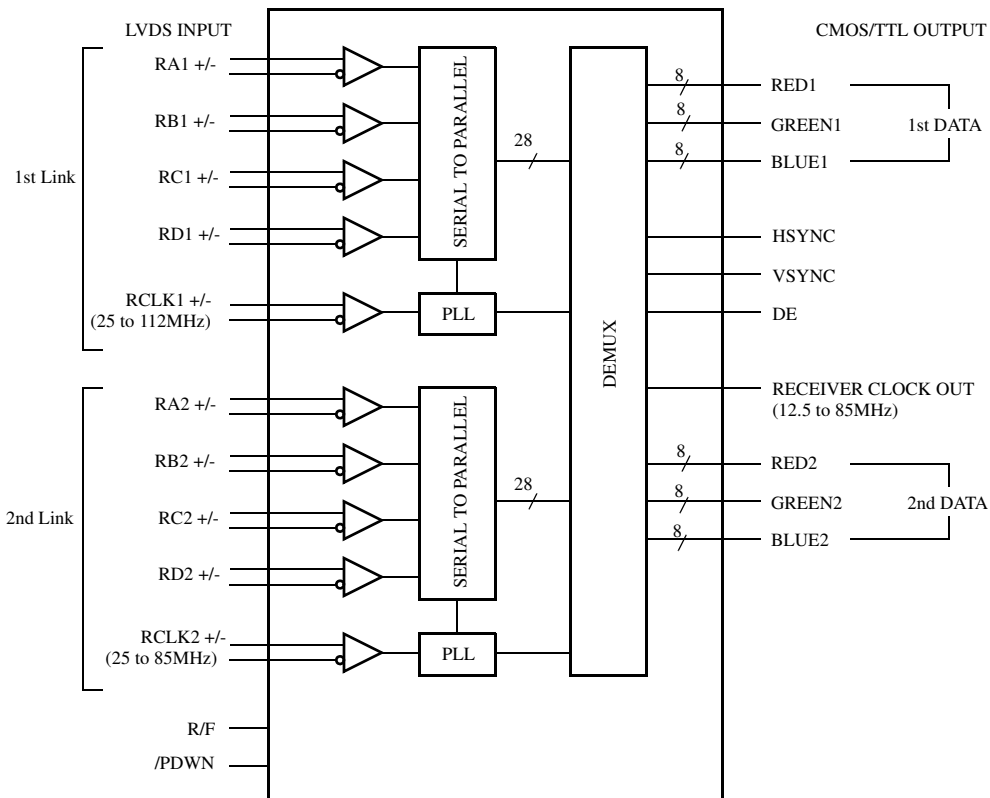 LVDS INPUT
CMOS/TTL OUTPUT
1st Link
RA1 +/-
RB1 +/-
RC1 +/-
RD1 +/-
RCLK1 +/-
(25 to 112MHz)
SERIAL TO PARALLEL
PLL
28
2nd Link
RA2 +/-
RB2 +/-
RC2 +/-
RD2 +/-
RCLK2 +/-
(25 to 85MHz)
SERIAL TO PARALLEL
PLL
28
R/F
/PDWN
DEMUX
8
RED1
8
GREEN1
8
BLUE1
1st DATA
HSYNC
VSYNC
DE
RECEIVER CLOCK OUT
(12.5 to 85MHz)
8
RED2
8
GREEN2
8
BLUE2
2nd DATA